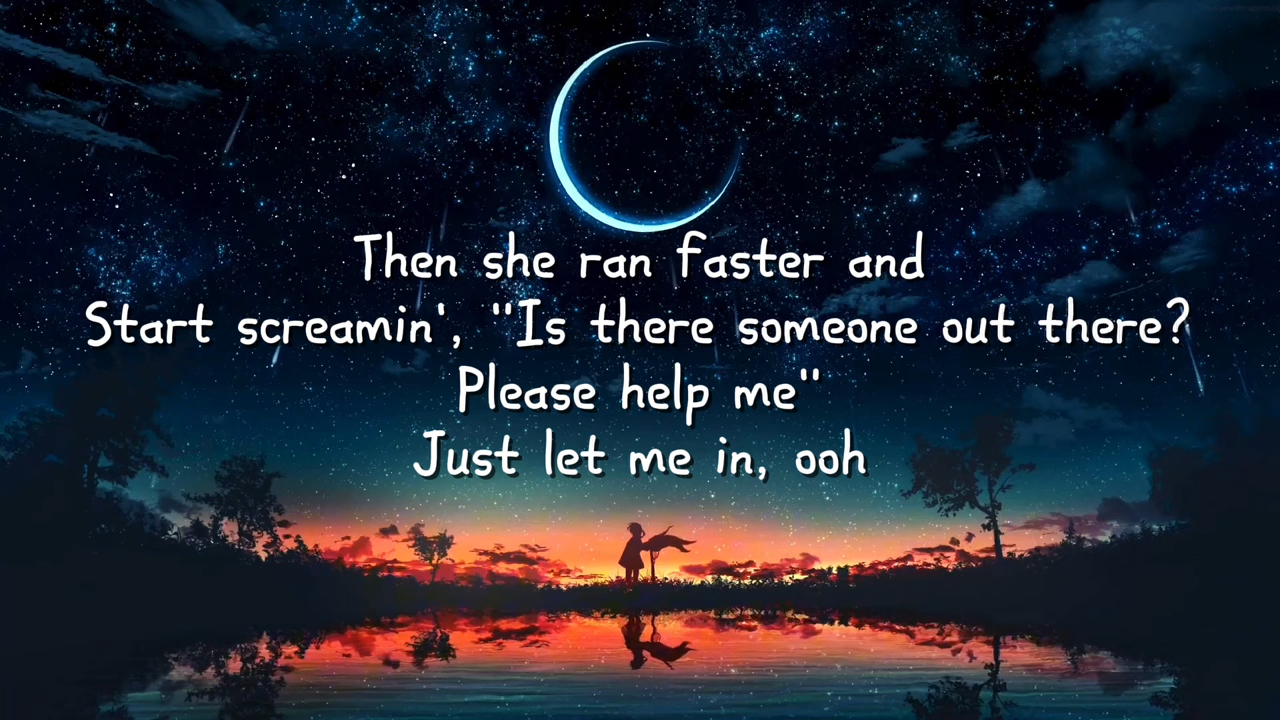 Then she ran faster and
Start screamin', "Is there someone out there?
Please help me"
Just let me in, ooh